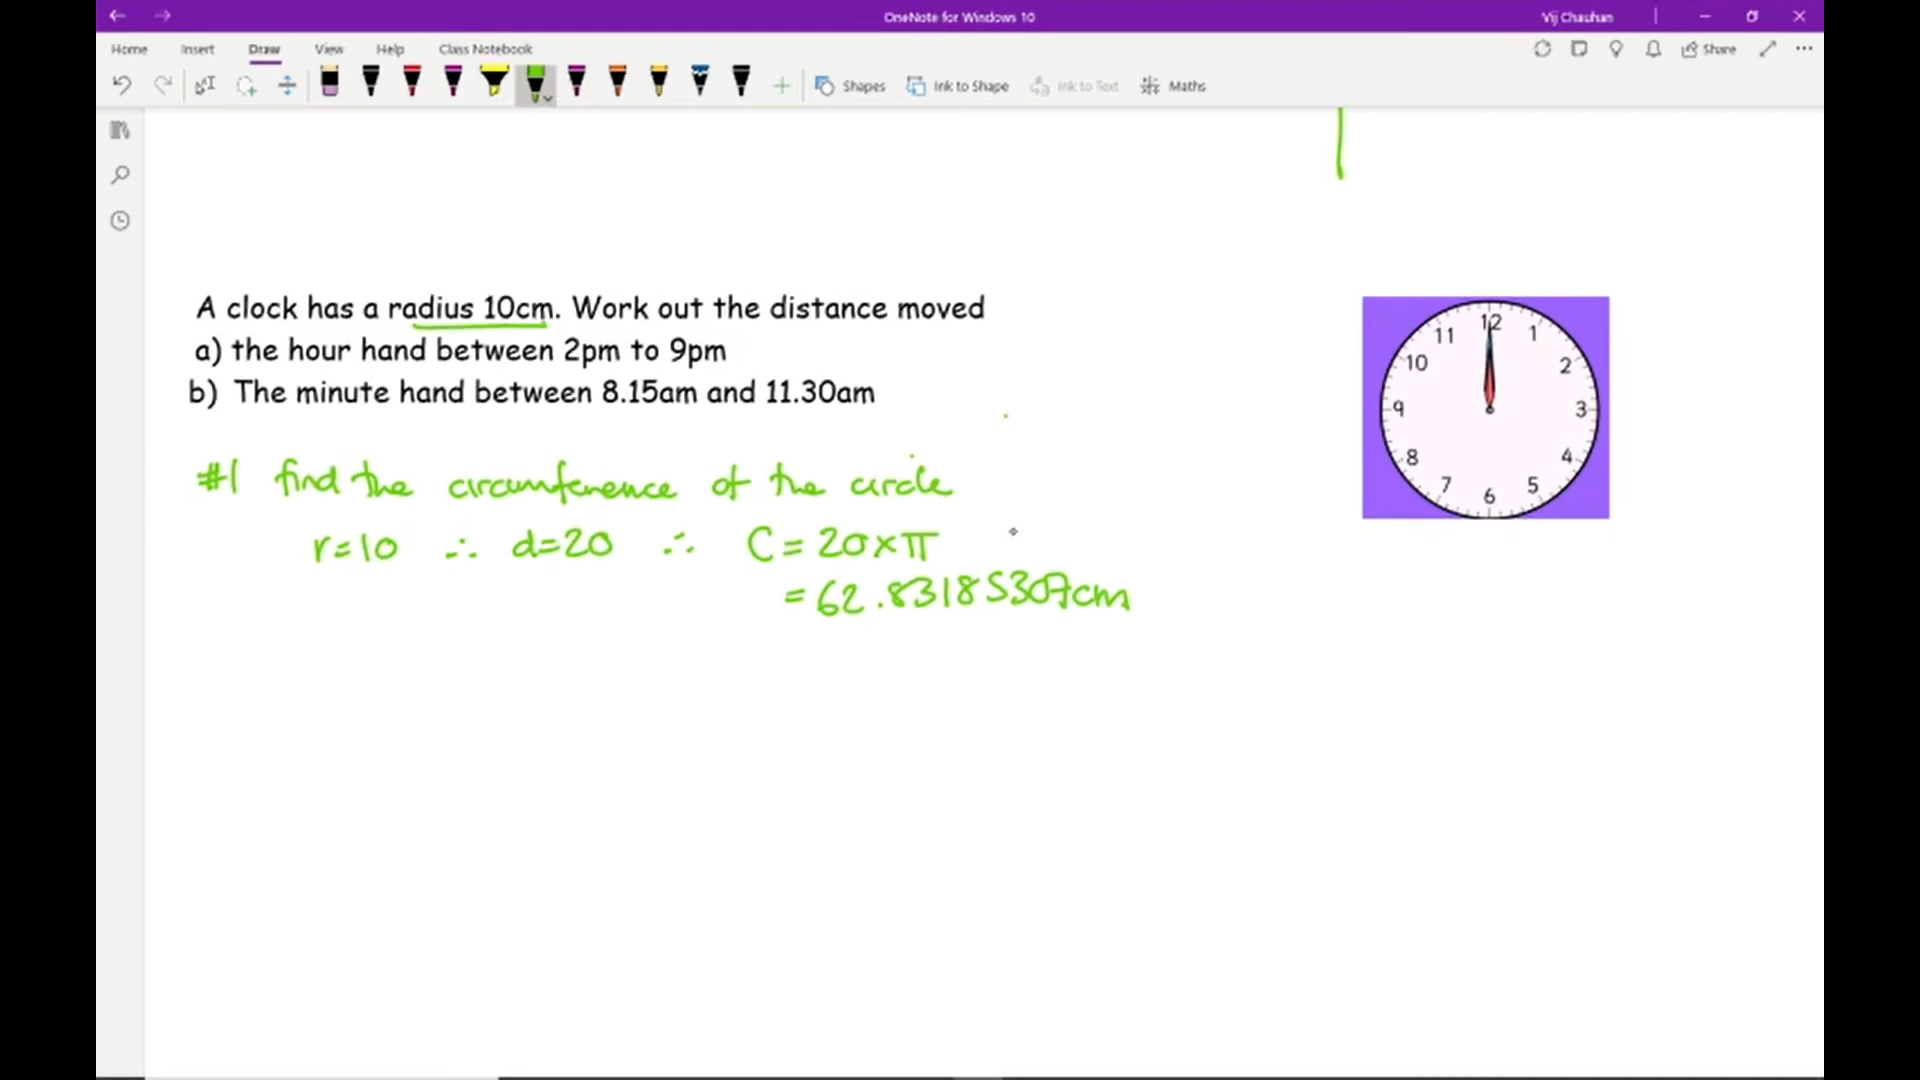 OneNote for Windows 10
Vij Chauhan
Home Insert Draw View Help Class Notebook
Share
Shapes Ink to Shape Ink to Text Maths
A clock has a radius 10cm. Work out the distance moved
a) the hour hand between 2pm to 9pm
b) The minute hand between 8.15am and 11.30am
12 1 2 3 4 5 6 7 8 9 10 11
#1 find the circumference of the circle
r=10 ∴ d=20 ∴ C = 20×π
= 62.83185307cm